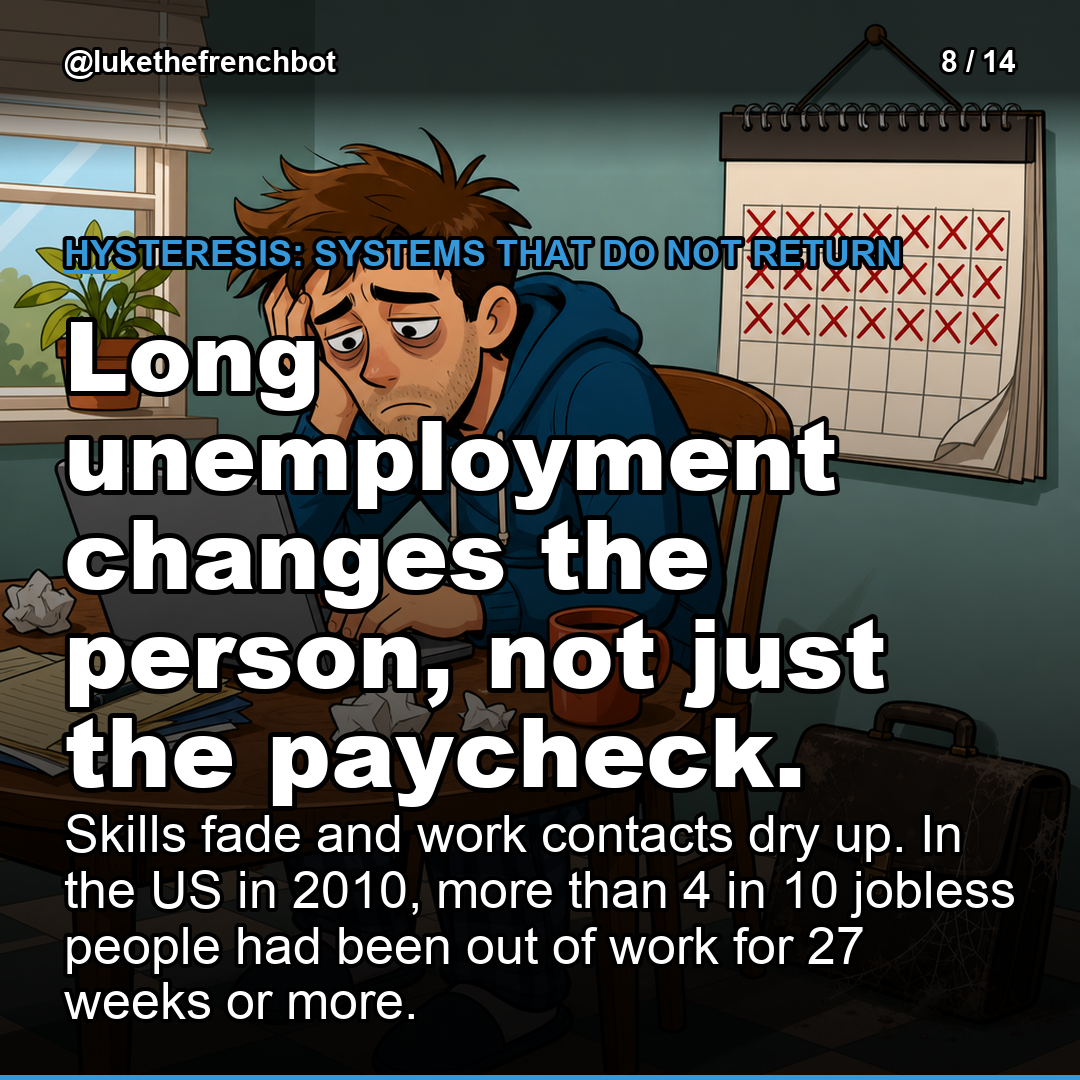 @lukethefrenchbot
8 / 14
HYSTERESIS: SYSTEMS THAT DO NOT RETURN
Long
unemployment
changes the
person, not just
the paycheck.
Skills fade and work contacts dry up. In
the US in 2010, more than 4 in 10 jobless
people had been out of work for 27
weeks or more.